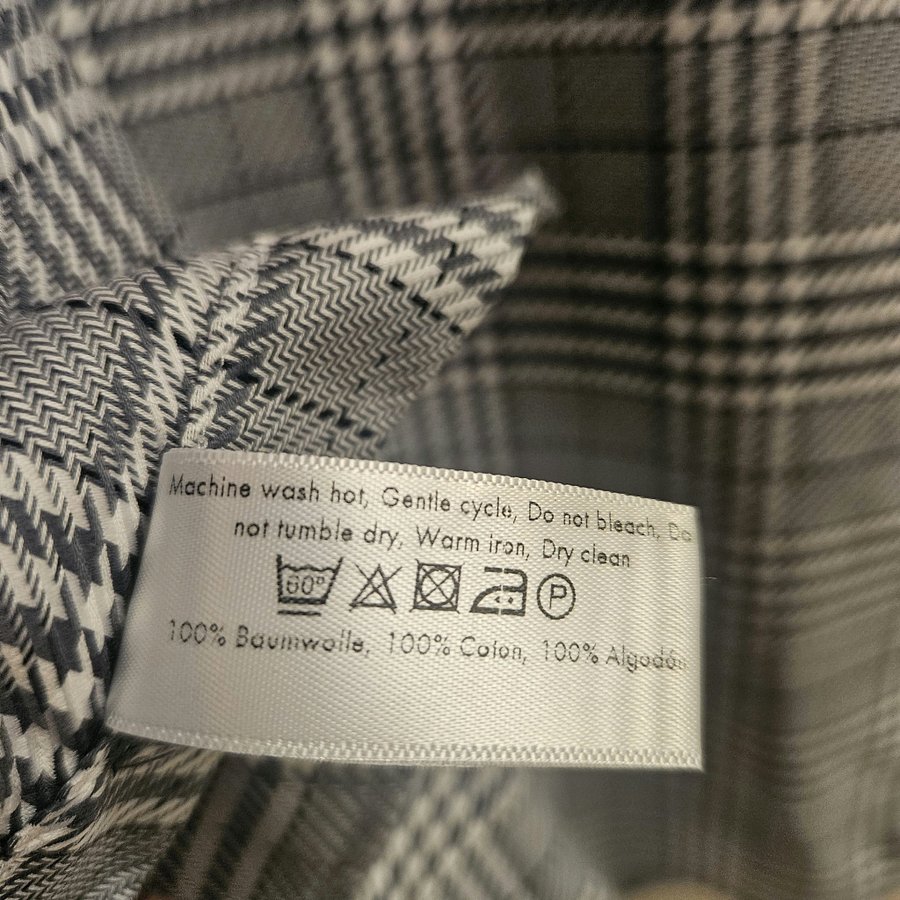 Machine wash hot, Gentle cycle, Do not bleach, Do
not tumble dry, Warm iron, Dry clean
60° P
100% Baumwolle, 100% Coton, 100% Algodón